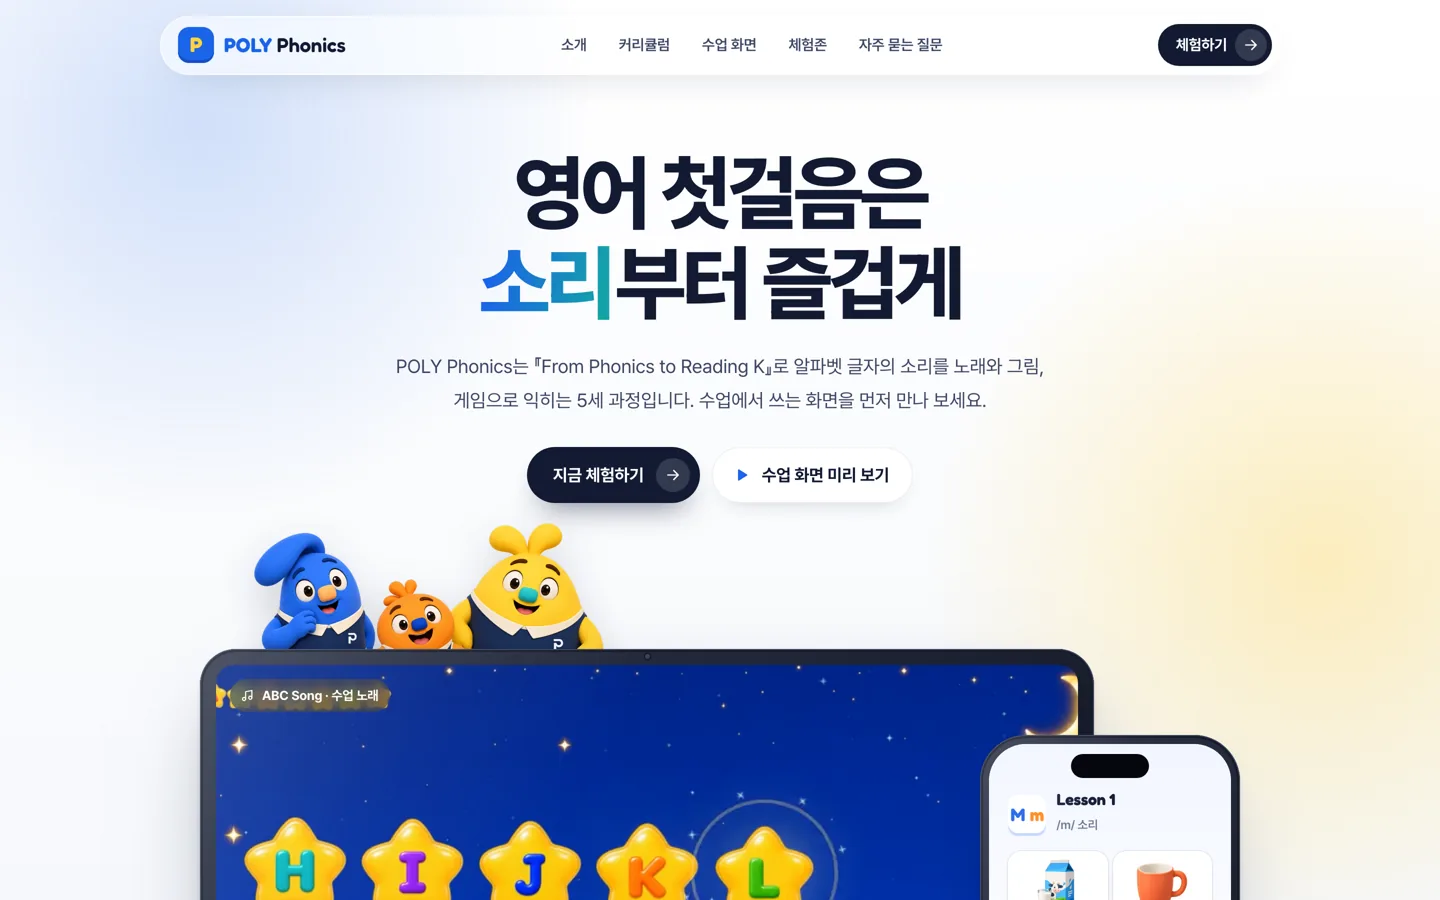 P POLY Phonics
소개 커리큘럼 수업 화면 체험존 자주 묻는 질문
체험하기
영어 첫걸음은
소리부터 즐겁게
POLY Phonics는 『From Phonics to Reading K』로 알파벳 글자의 소리를 노래와 그림,
게임으로 익히는 5세 과정입니다. 수업에서 쓰는 화면을 먼저 만나 보세요.
지금 체험하기
수업 화면 미리 보기
P P
ABC Song · 수업 노래
H I J K L
Mm
Lesson 1
/m/ 소리